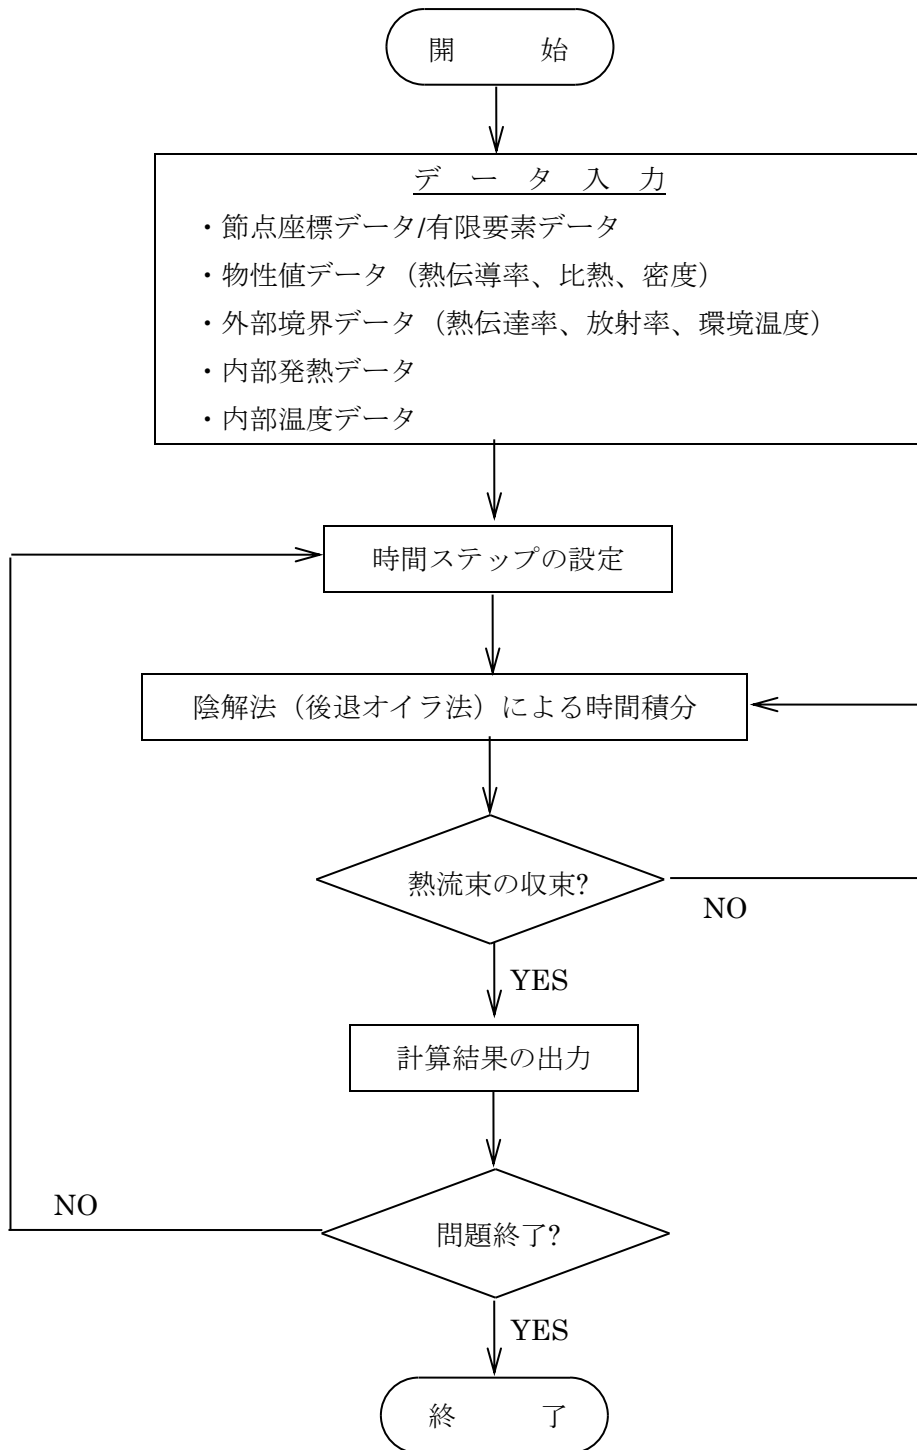 開 始
データ入力
・節点座標データ/有限要素データ
・物性値データ（熱伝導率、比熱、密度）
・外部境界データ（熱伝達率、放射率、環境温度）
・内部発熱データ
・内部温度データ
時間ステップの設定
陰解法（後退オイラ法）による時間積分
熱流束の収束?
NO
YES
計算結果の出力
NO
問題終了?
YES
終 了